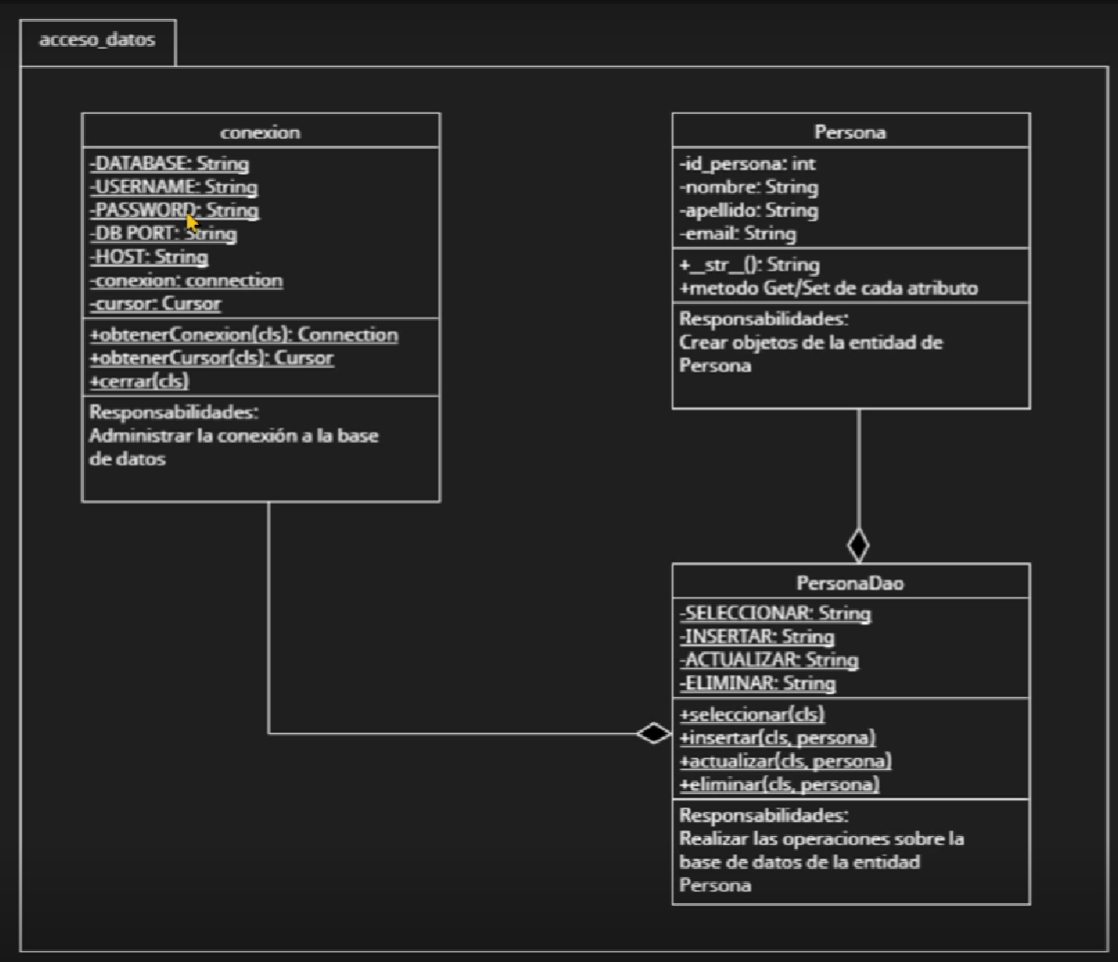 acceso_datos
conexion
-DATABASE: String
-USERNAME: String
-PASSWORD: String
-DB PORT: String
-HOST: String
-conexion: connection
-cursor: Cursor
+obtenerConexion(cls): Connection
+obtenerCursor(cls): Cursor
+cerrar(cls)
Responsabilidades:
Administrar la conexión a la base
de datos
Persona
-id_persona: int
-nombre: String
-apellido: String
-email: String
+__str__(): String
+metodo Get/Set de cada atributo
Responsabilidades:
Crear objetos de la entidad de
Persona
PersonaDao
-SELECCIONAR: String
-INSERTAR: String
-ACTUALIZAR: String
-ELIMINAR: String
+seleccionar(cls)
+insertar(cls, persona)
+actualizar(cls, persona)
+eliminar(cls, persona)
Responsabilidades:
Realizar las operaciones sobre la
base de datos de la entidad
Persona